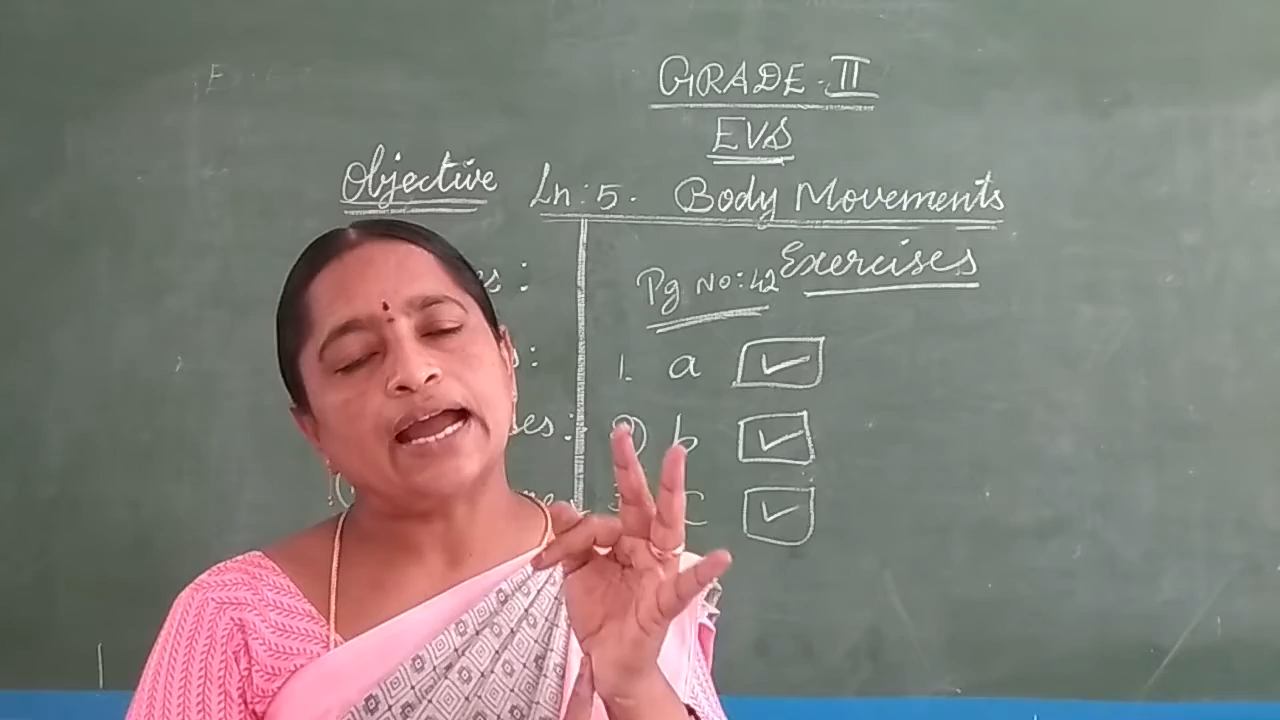 GRADE-II
EVS
Objective Ln:5. Body Movements
Exercises
Pg No:42
1. a
b
c